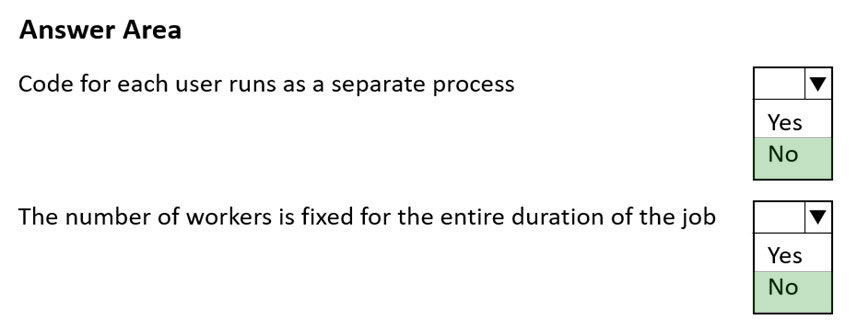 Answer Area
Code for each user runs as a separate process
Yes
No
The number of workers is fixed for the entire duration of the job
Yes
No